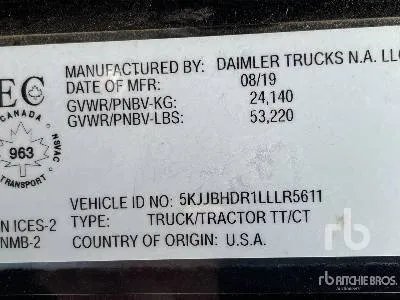 EC
CANADA
NSVAC
963
TRANSPORT
MANUFACTURED BY: DAIMLER TRUCKS N.A. LLC
DATE OF MFR: 08/19
GVWR/PNBV-KG: 24,140
GVWR/PNBV-LBS: 53,220
VEHICLE ID NO: 5KJJBHDR1LLLR5611
N ICES-2 TYPE: TRUCK/TRACTOR TT/CT
NMB-2 COUNTRY OF ORIGIN: U.S.A.
rb
rb RITCHIE BROS.